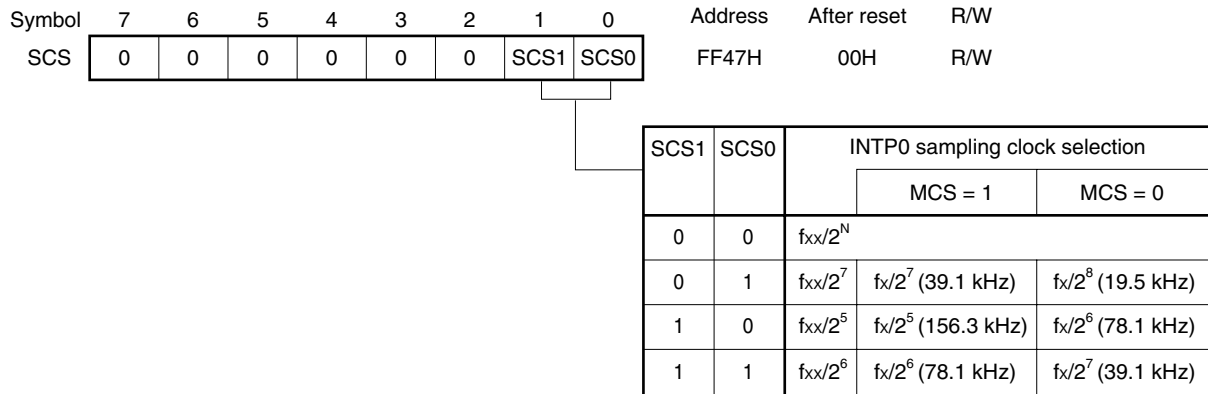 Symbol 7 6 5 4 3 2 1 0 Address After reset R/W
SCS 0 0 0 0 0 0 SCS1 SCS0 FF47H 00H R/W
SCS1 SCS0 INTP0 sampling clock selection
MCS = 1 MCS = 0
0 0 fxx/2^N
0 1 fxx/2^7 fx/2^7 (39.1 kHz) fx/2^8 (19.5 kHz)
1 0 fxx/2^5 fx/2^5 (156.3 kHz) fx/2^6 (78.1 kHz)
1 1 fxx/2^6 fx/2^6 (78.1 kHz) fx/2^7 (39.1 kHz)